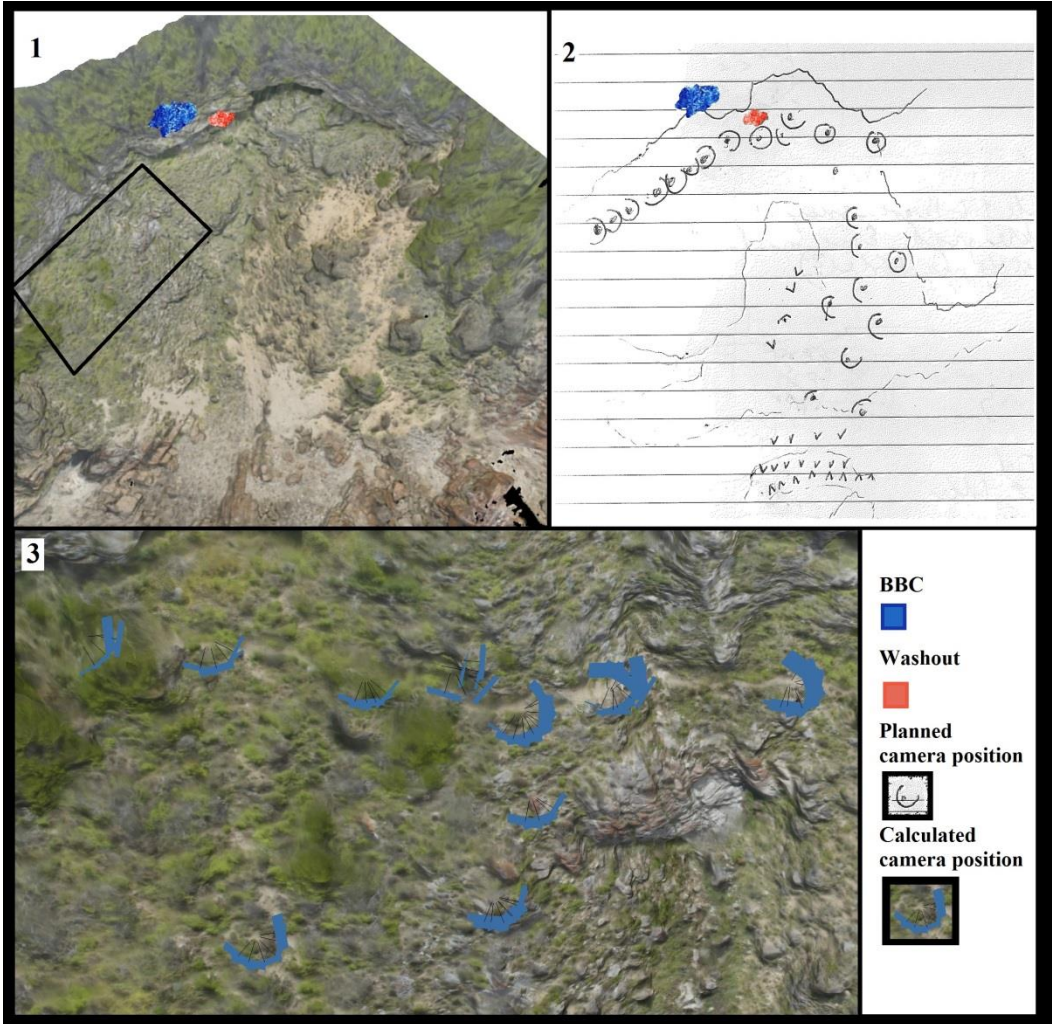 1
2
3
BBC
Washout
Planned
camera position
Calculated
camera position